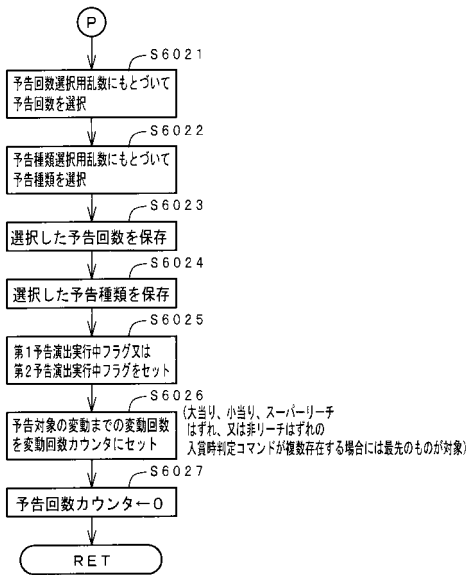 P
S6021
予告回数選択用乱数にもとづいて
予告回数を選択
S6022
予告種類選択用乱数にもとづいて
予告種類を選択
S6023
選択した予告回数を保存
S6024
選択した予告種類を保存
S6025
第1予告演出実行中フラグ又は
第2予告演出実行中フラグをセット
S6026
予告対象の変動までの変動回数
を変動回数カウンタにセット
(大当り、小当り、スーパーリーチ
はずれ、又は非リーチはずれの
入賞時判定コマンドが複数存在する場合には最先のものが対象)
S6027
予告回数カウンタ←0
RET